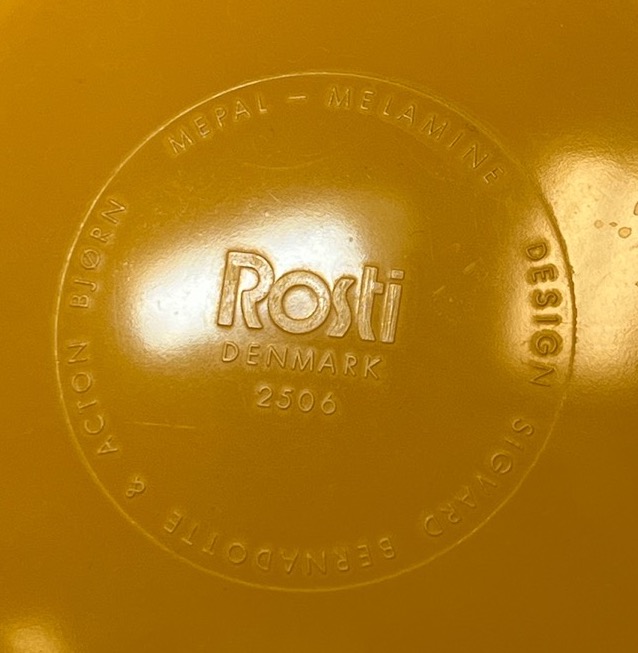 MEPAL – MELAMINE
DESIGN SIGVARD BERNADOTTE & ACTON BJØRN
Rosti
DENMARK
2506